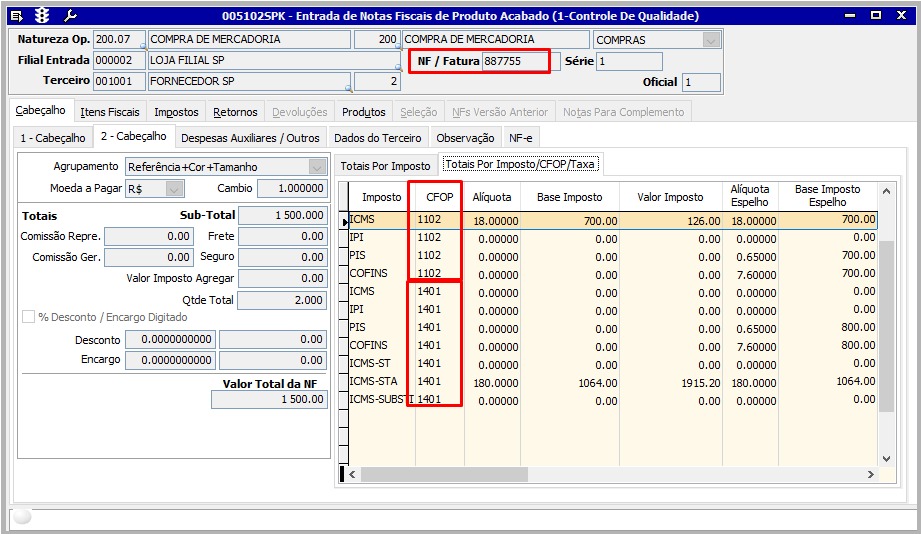 005102SPK - Entrada de Notas Fiscais de Produto Acabado (1-Controle De Qualidade)
Natureza Op. 200.07 COMPRA DE MERCADORIA 200 COMPRA DE MERCADORIA COMPRAS
Filial Entrada 000002 LOJA FILIAL SP NF / Fatura 887755 Série 1
Terceiro 001001 FORNECEDOR SP 2 Oficial 1
Cabeçalho Itens Fiscais Impostos Retornos Devoluções Produtos Seleção NFs Versão Anterior Notas Para Complemento
1 - Cabeçalho 2 - Cabeçalho Despesas Auxiliares / Outros Dados do Terceiro Observação NF-e
Agrupamento Referência+Cor+Tamanho
Moeda a Pagar R$ Cambio 1.000000
Totais Sub-Total 1 500.000
Comissão Repre. 0.00 Frete 0.00
Comissão Ger. 0.00 Seguro 0.00
Valor Imposto Agregar 0.00
Qtde Total 2.000
% Desconto / Encargo Digitado
Desconto 0.0000000000 0.00
Encargo 0.0000000000 0.00
Valor Total da NF
1 500.00
Totais Por Imposto Totais Por Imposto/CFOP/Taxa
Imposto CFOP Alíquota Base Imposto Valor Imposto Alíquota Espelho Base Imposto Espelho
ICMS 1102 18.00000 700.00 126.00 18.00000 700.00
IPI 1102 0.00000 0.00 0.00 0.00000 0.00
PIS 1102 0.00000 0.00 0.00 0.65000 700.00
COFINS 1102 0.00000 0.00 0.00 7.60000 700.00
ICMS 1401 0.00000 0.00 0.00 0.00000 0.00
IPI 1401 0.00000 0.00 0.00 0.00000 0.00
PIS 1401 0.00000 0.00 0.00 0.65000 800.00
COFINS 1401 0.00000 0.00 0.00 7.60000 800.00
ICMS-ST 1401 0.00000 0.00 0.00 0.00000 0.00
ICMS-STA 1401 180.0000 1064.00 1915.20 180.0000 1064.00
ICMS-SUBSTI 1401 0.00000 0.00 0.00 0.00000 0.00